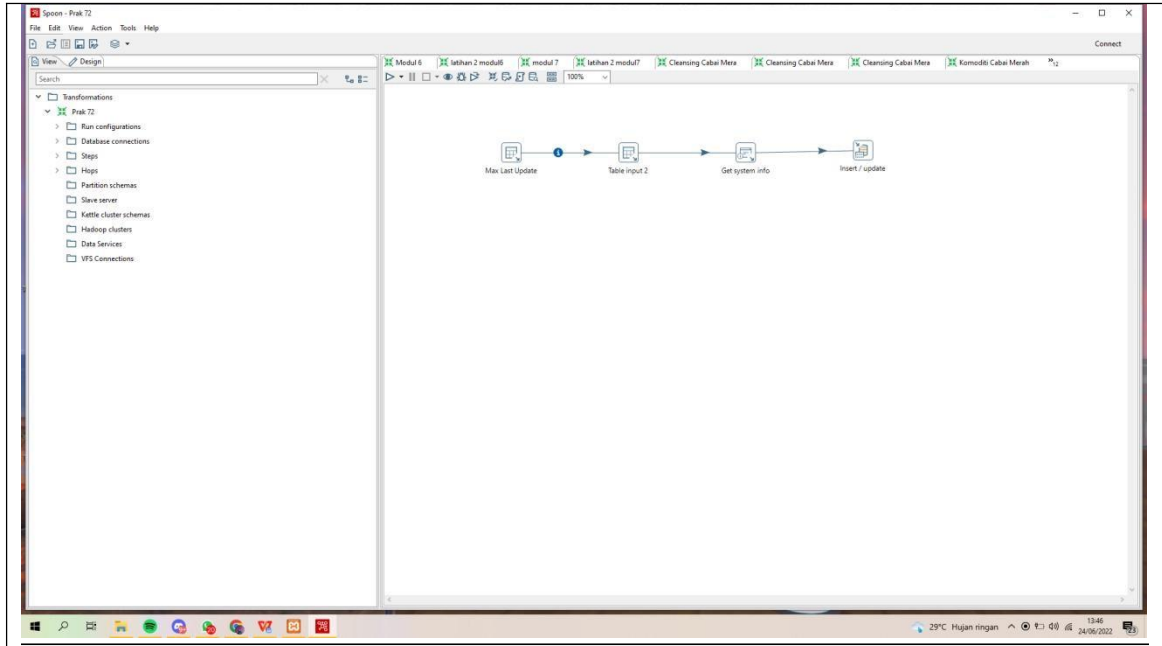 Spoon - Prak 72
File Edit View Action Tools Help
Connect
View Design
Modul 6 latihan 2 modul6 modul 7 latihan 2 modul7 Cleansing Cabai Mera Cleansing Cabai Mera Cleansing Cabai Mera Komoditi Cabai Merah »12
Search
100%
Transformations
Prak 72
Run configurations
Database connections
Steps
Hops
Partition schemas
Slave server
Kettle cluster schemas
Hadoop clusters
Data Services
VFS Connections
Max Last Update Table input 2 Get system info Insert / update
29°C Hujan ringan
13:46
24/06/2022